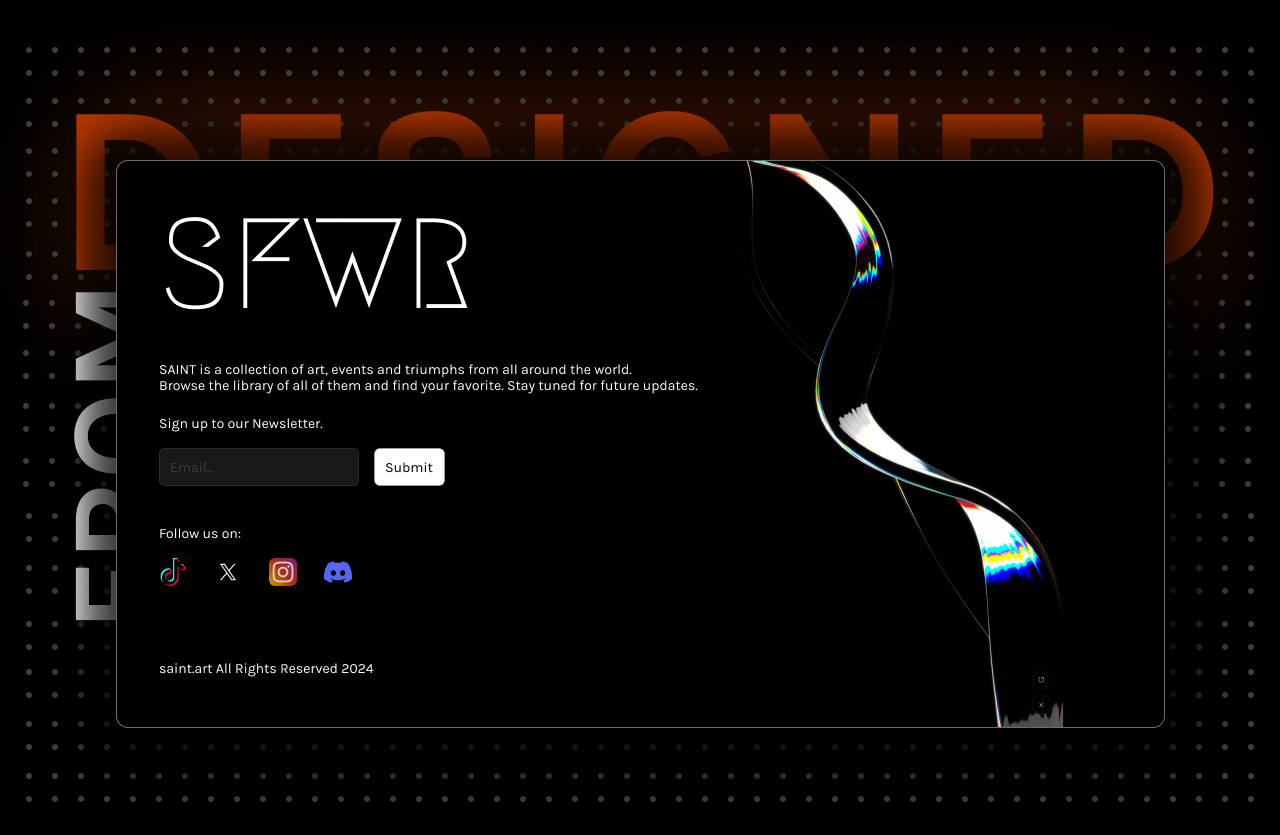 DESIGNED
FROM
SFWR
SAINT is a collection of art, events and triumphs from all around the world.
Browse the library of all of them and find your favorite. Stay tuned for future updates.
Sign up to our Newsletter.
Email...
Submit
Follow us on:
saint.art All Rights Reserved 2024